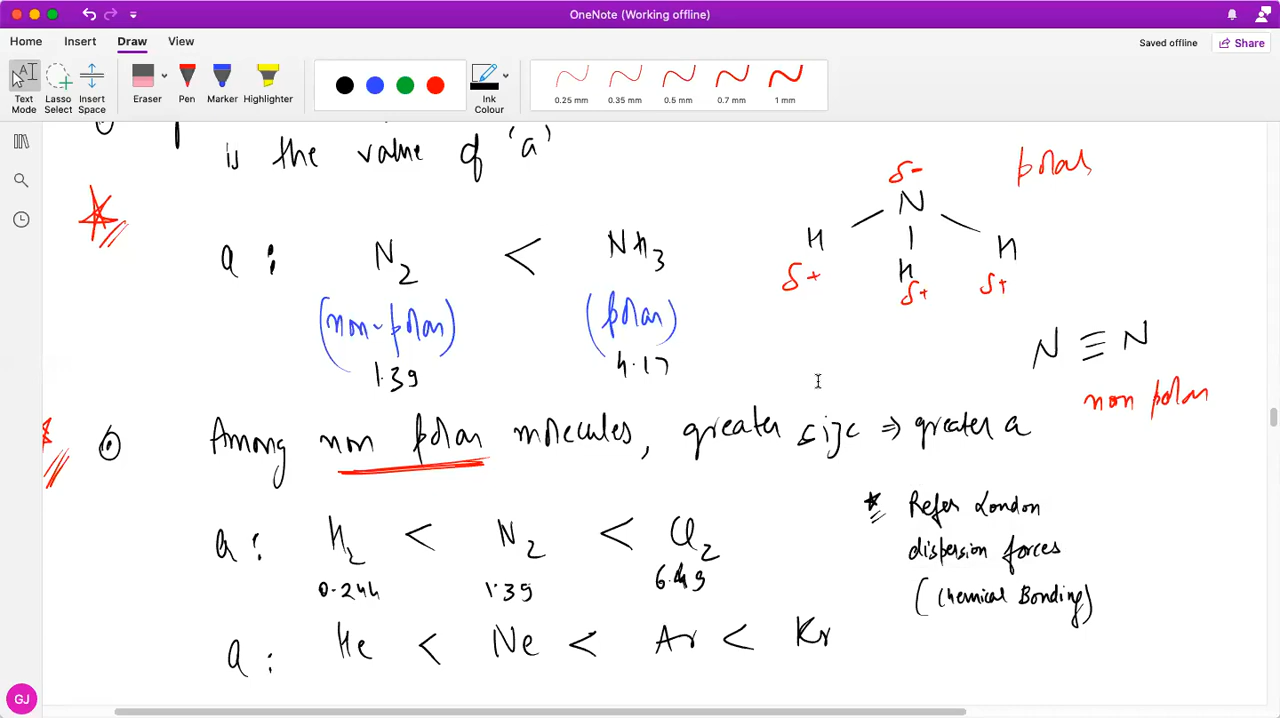 OneNote (Working offline)
Home Insert Draw View
Saved offline
Share
Text Mode
Lasso Select
Insert Space
Eraser
Pen
Marker
Highlighter
Ink Colour
0.25 mm 0.35 mm 0.5 mm 0.7 mm 1 mm
is the value of 'a'
δ- polar
N
H H
H
δ+ δ+ δ+
a : N2 < NH3
(non-polar) (polar)
1.39 4.17
N ≡ N
non polar
Among non polar molecules, greater size ⇒ greater a
a : H2 < N2 < Cl2
0.244 1.39 6.49
* Refer London
dispersion forces
(Chemical Bonding)
a : He < Ne < Ar < Kr
GJ